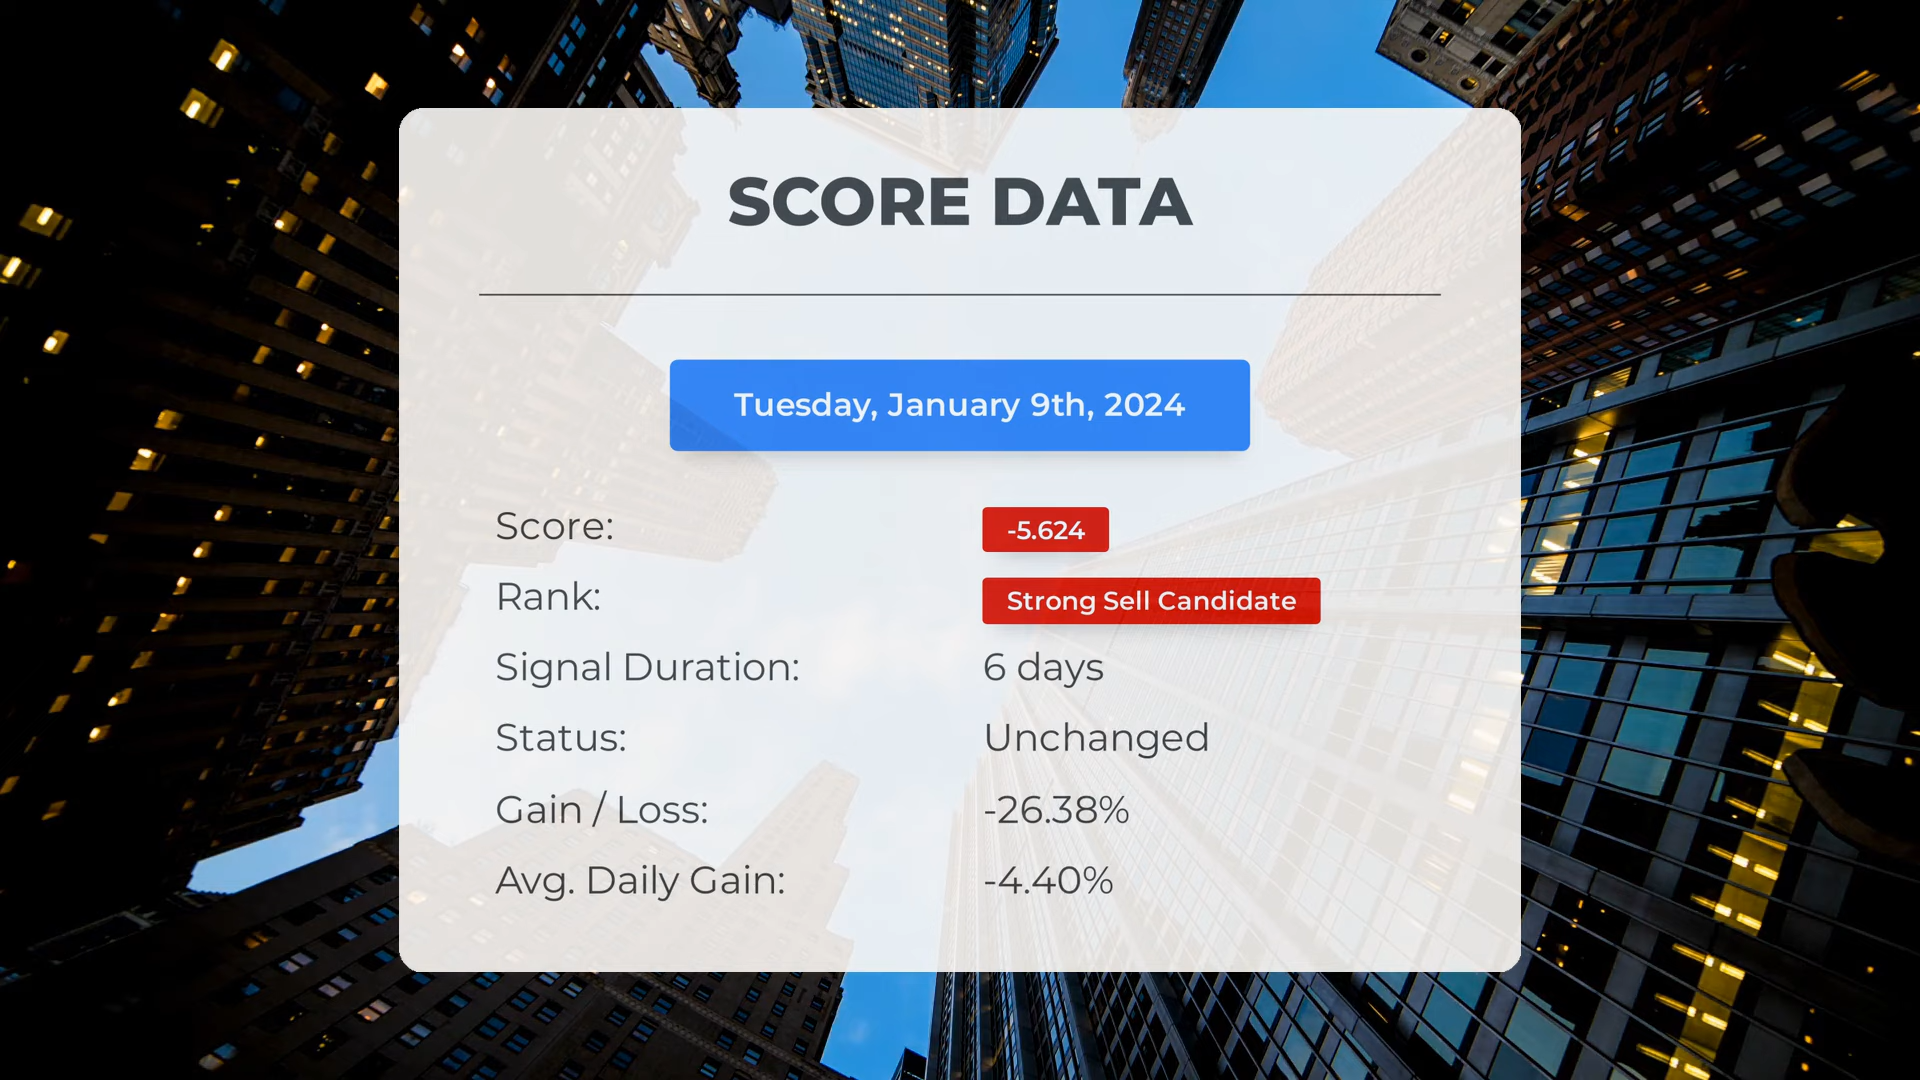 SCORE DATA
Tuesday, January 9th, 2024
Score: -5.624
Rank: Strong Sell Candidate
Signal Duration: 6 days
Status: Unchanged
Gain / Loss: -26.38%
Avg. Daily Gain: -4.40%